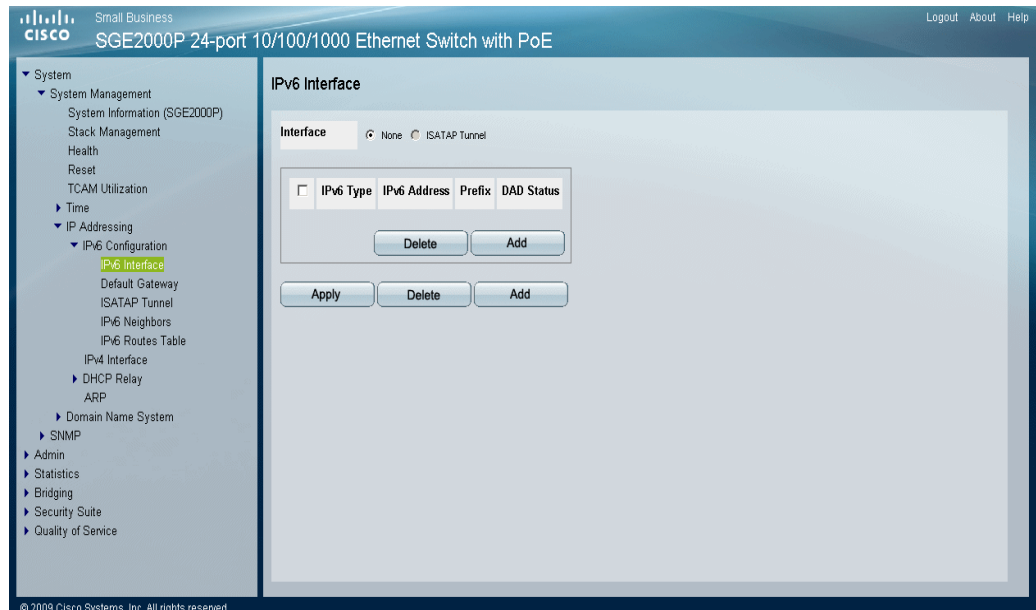 Small Business
CISCO
SGE2000P 24-port 10/100/1000 Ethernet Switch with PoE
Logout About Help
System
System Management
System Information (SGE2000P)
Stack Management
Health
Reset
TCAM Utilization
Time
IP Addressing
IPv6 Configuration
IPv6 Interface
Default Gateway
ISATAP Tunnel
IPv6 Neighbors
IPv6 Routes Table
IPv4 Interface
DHCP Relay
ARP
Domain Name System
SNMP
Admin
Statistics
Bridging
Security Suite
Quality of Service
IPv6 Interface
Interface None ISATAP Tunnel
IPv6 Type IPv6 Address Prefix DAD Status
Delete Add
Apply Delete Add
© 2009 Cisco Systems, Inc. All rights reserved.